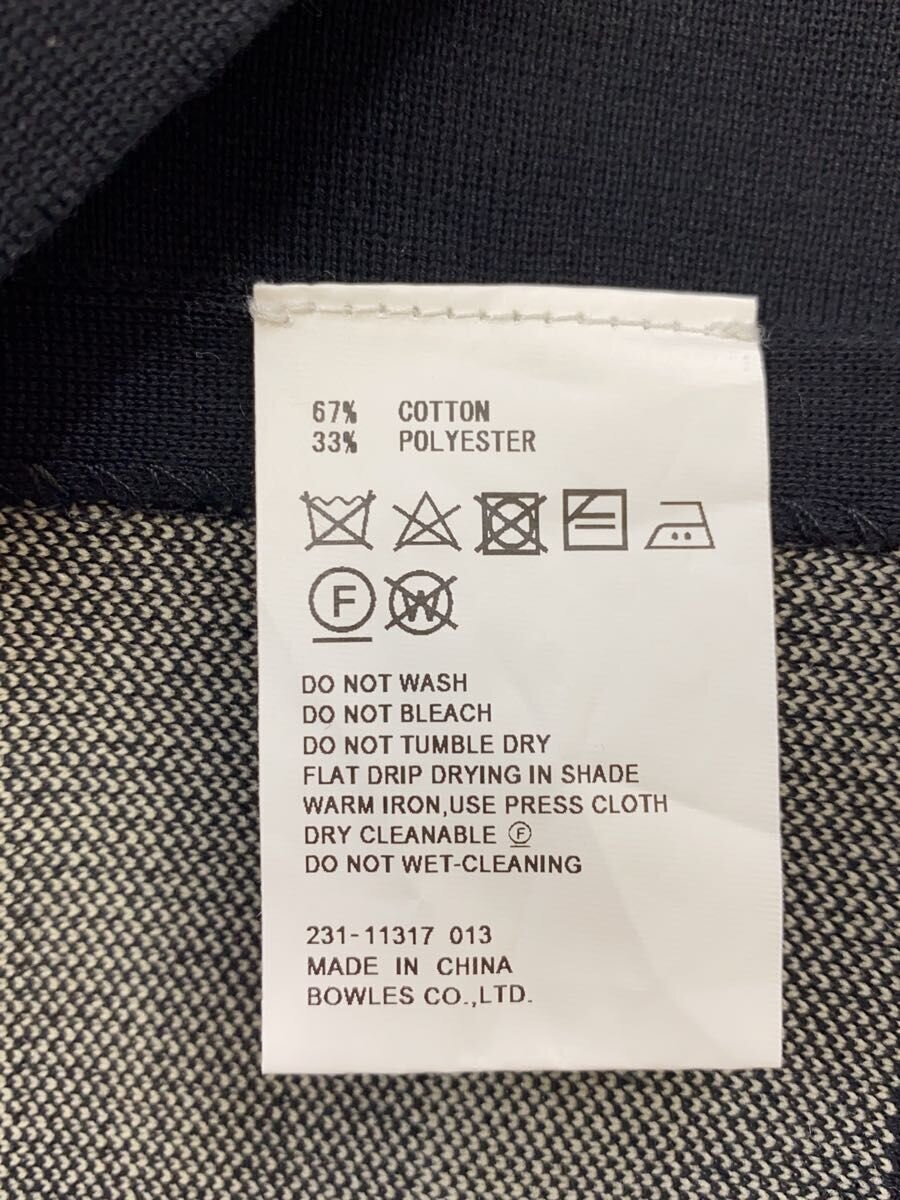 67% COTTON
33% POLYESTER
F W
DO NOT WASH
DO NOT BLEACH
DO NOT TUMBLE DRY
FLAT DRIP DRYING IN SHADE
WARM IRON,USE PRESS CLOTH
DRY CLEANABLE Ⓕ
DO NOT WET-CLEANING
231-11317 013
MADE IN CHINA
BOWLES CO.,LTD.